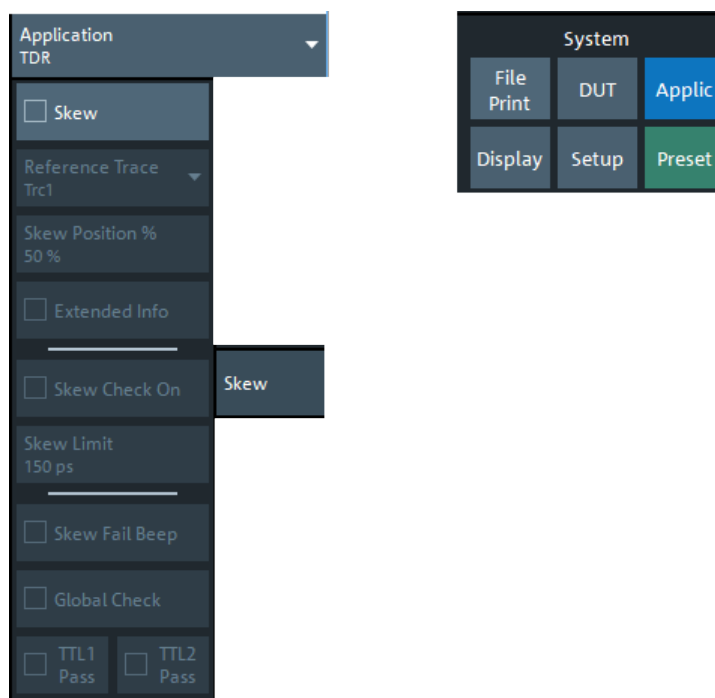 Application
TDR
Skew
Reference Trace
Trc1
Skew Position %
50 %
Extended Info
Skew Check On
Skew Limit
150 ps
Skew Fail Beep
Global Check
TTL1
Pass
TTL2
Pass
Skew
System
File
Print
DUT
Applic
Display
Setup
Preset